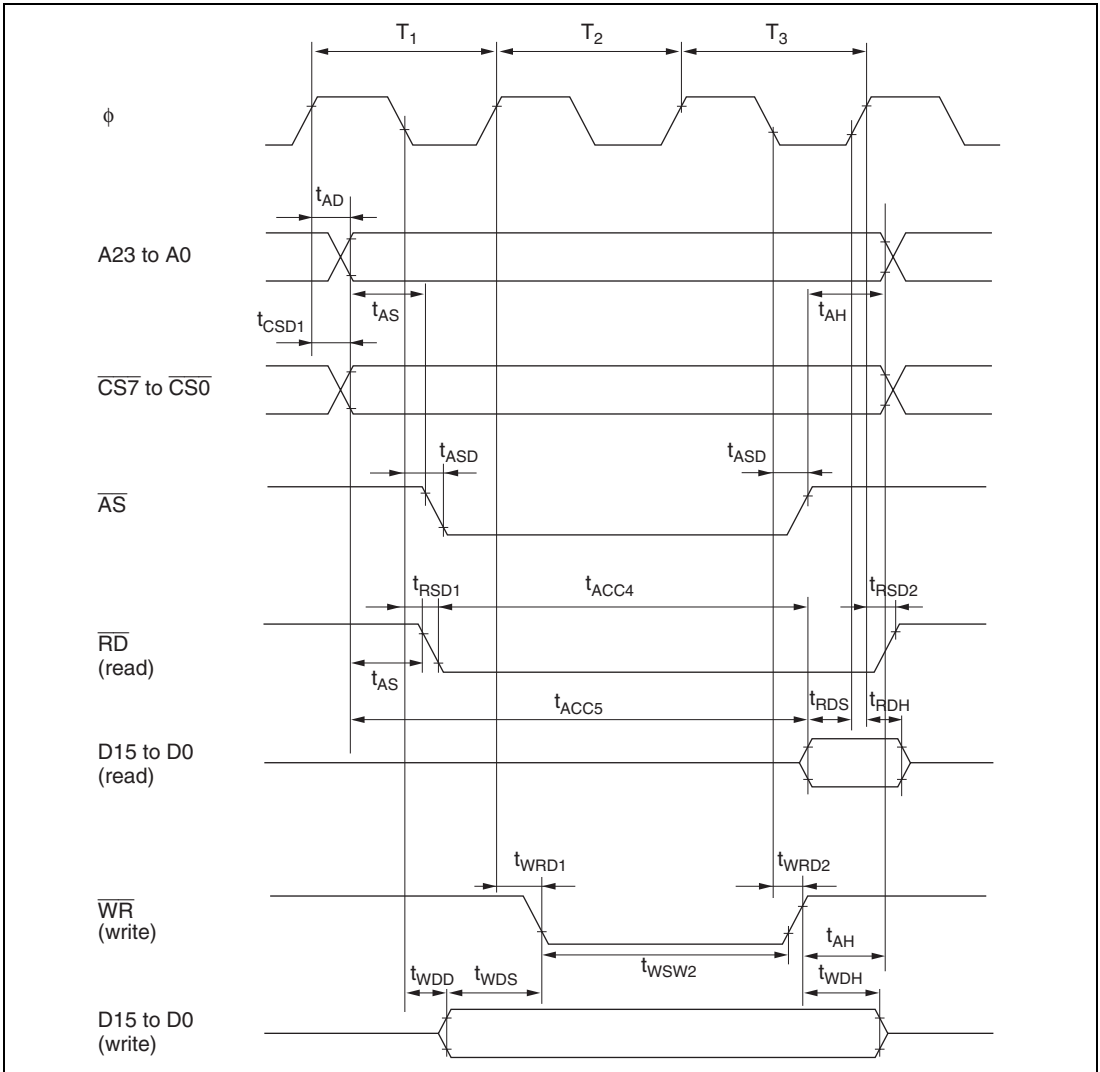 T1 T2 T3
ϕ
tAD
A23 to A0
tAS tAH
tCSD1
CS7 to CS0
tASD tASD
AS
tRSD1 tACC4 tRSD2
RD
(read)
tAS
tACC5 tRDS tRDH
D15 to D0
(read)
tWRD1 tWRD2
WR
(write)
tAH
tWSW2
tWDD tWDS tWDH
D15 to D0
(write)